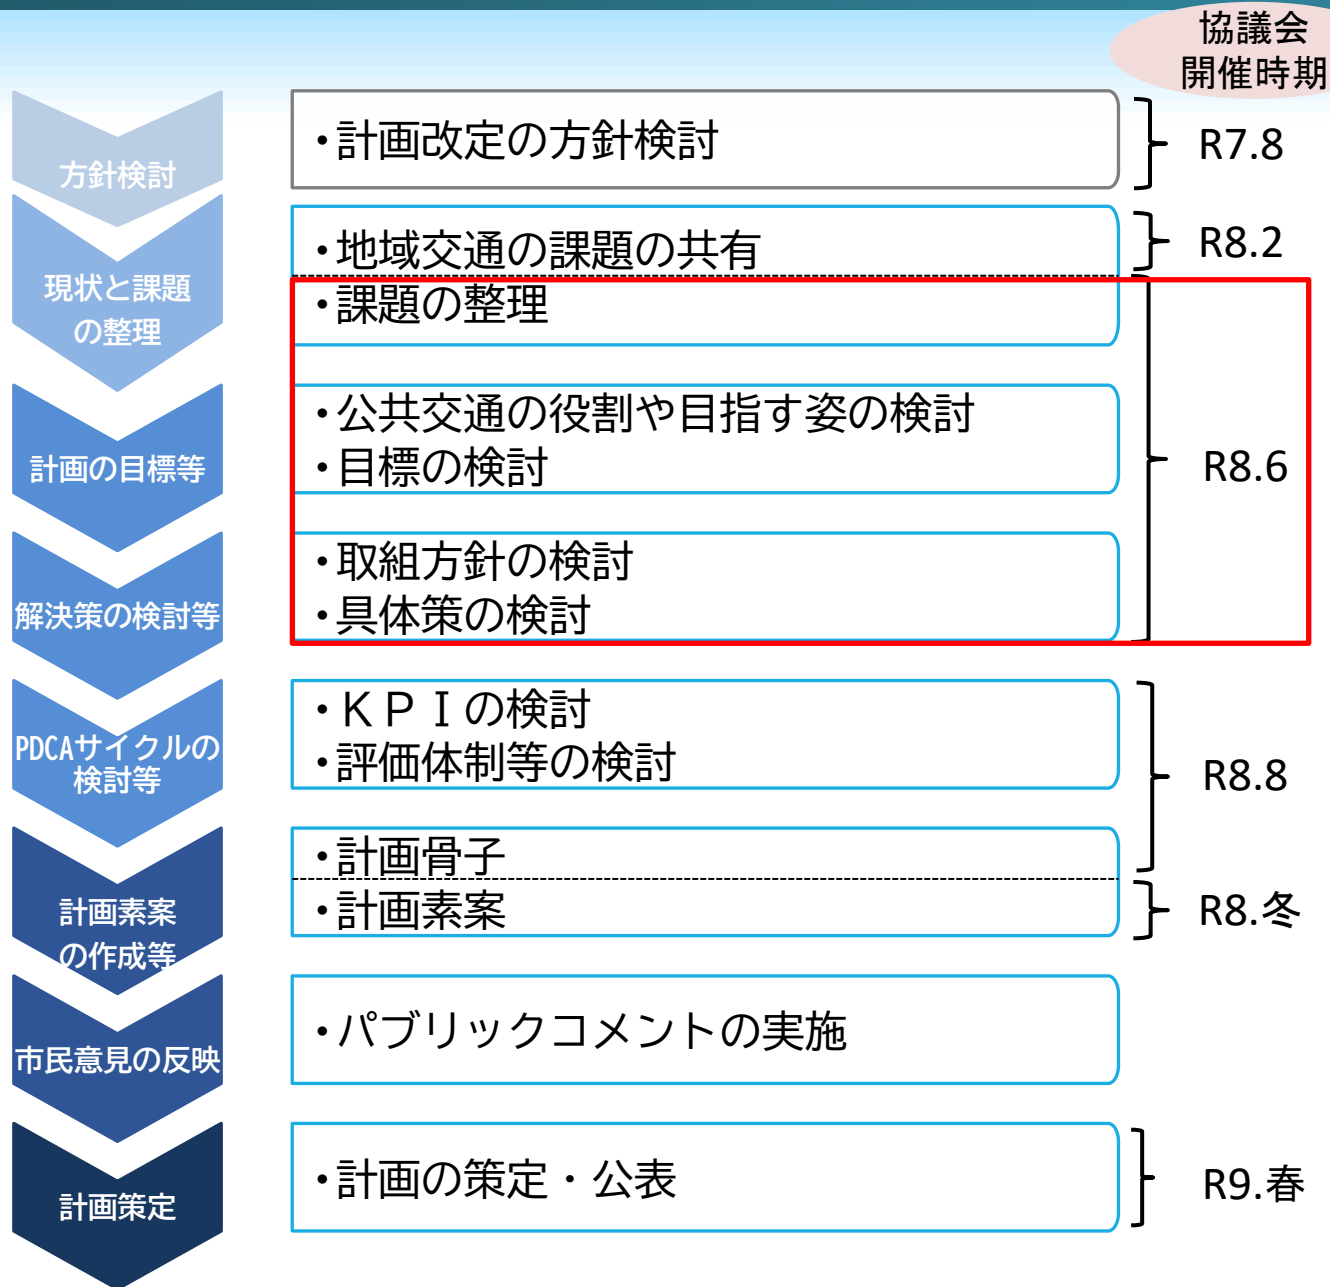 協議会
開催時期
方針検討
・計画改定の方針検討
R7.8
現状と課題
の整理
・地域交通の課題の共有
R8.2
・課題の整理
計画の目標等
・公共交通の役割や目指す姿の検討
・目標の検討
R8.6
解決策の検討等
・取組方針の検討
・具体策の検討
PDCAサイクルの
検討等
・ＫＰＩの検討
・評価体制等の検討
R8.8
計画素案
の作成等
・計画骨子
・計画素案
R8.冬
市民意見の反映
・パブリックコメントの実施
計画策定
・計画の策定・公表
R9.春